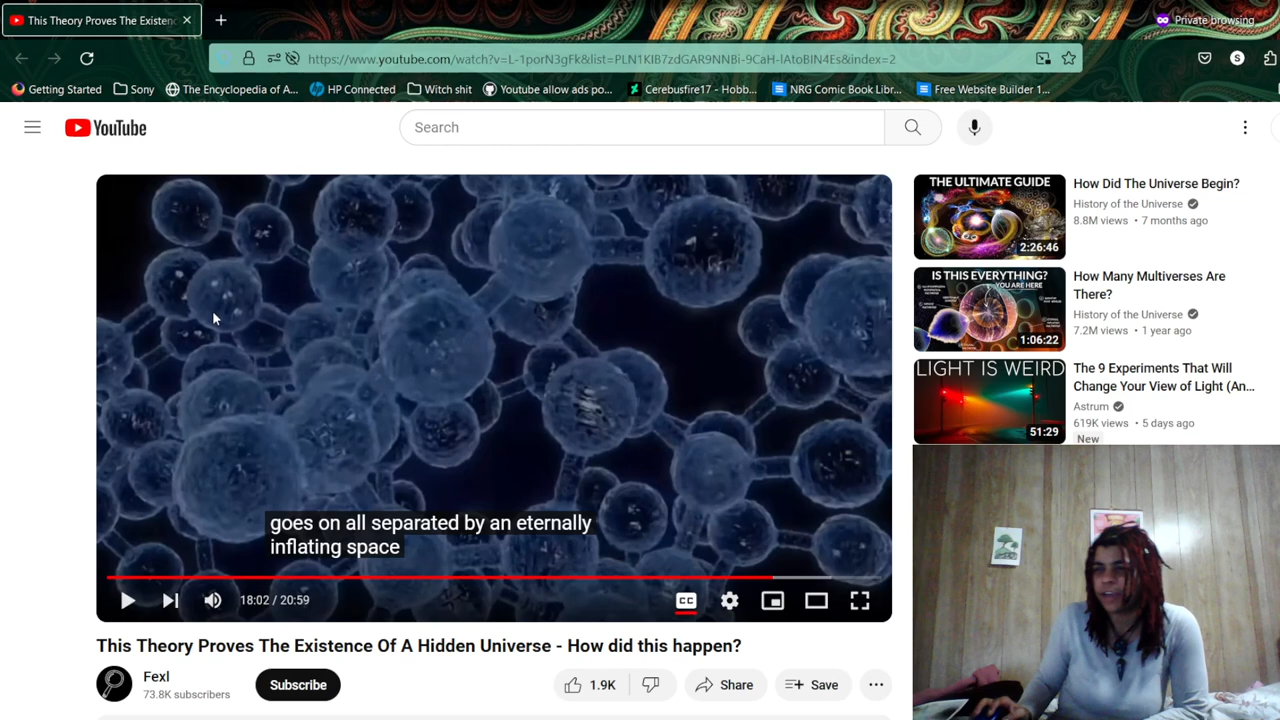 This Theory Proves The Existenc
Private browsing
https://www.youtube.com/watch?v=L-1porN3gFk&list=PLN1KIB7zdGAR9NNBi-9CaH-IAtoBIN4Es&index=2
S
Getting Started
Sony
The Encyclopedia of A...
HP Connected
Witch shit
Youtube allow ads po...
Cerebusfire17 - Hobb...
NRG Comic Book Libr...
Free Website Builder 1...
YouTube
Search
THE ULTIMATE GUIDE
2:26:46
How Did The Universe Begin?
History of the Universe
8.8M views • 7 months ago
IS THIS EVERYTHING?
YOU ARE HERE
1:06:22
How Many Multiverses Are
There?
History of the Universe
7.2M views • 1 year ago
LIGHT IS WEIRD
51:29
The 9 Experiments That Will
Change Your View of Light (An...
Astrum
619K views • 5 days ago
New
goes on all separated by an eternally
inflating space
18:02 / 20:59
CC
This Theory Proves The Existence Of A Hidden Universe - How did this happen?
Fexl
73.8K subscribers
Subscribe
1.9K
Share
Save